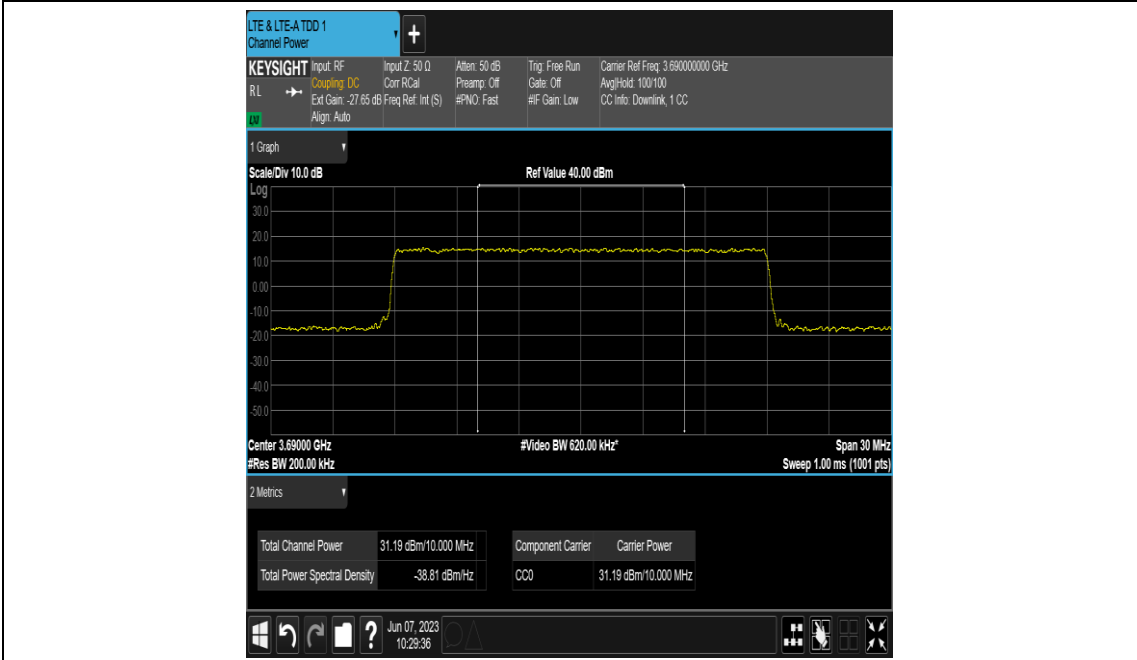 LTE & LTE-A TDD 1
Channel Power
+
KEYSIGHT
RL
LXI
Input: RF
Coupling: DC
Ext Gain: -27.65 dB
Align: Auto
Input Z: 50 Ω
Corr RCal
Freq Ref: Int (S)
Atten: 50 dB
Preamp: Off
#PNO: Fast
Trig: Free Run
Gate: Off
#IF Gain: Low
Carrier Ref Freq: 3.690000000 GHz
Avg|Hold: 100/100
CC Info: Downlink, 1 CC
1 Graph
Scale/Div 10.0 dB
Ref Value 40.00 dBm
Log
30.0
20.0
10.0
0.00
-10.0
-20.0
-30.0
-40.0
-50.0
Center 3.69000 GHz
#Video BW 620.00 kHz*
Span 30 MHz
#Res BW 200.00 kHz
Sweep 1.00 ms (1001 pts)
2 Metrics
Total Channel Power 31.19 dBm/10.000 MHz
Total Power Spectral Density -38.81 dBm/Hz
Component Carrier Carrier Power
CC0 31.19 dBm/10.000 MHz
?
Jun 07, 2023
10:29:36